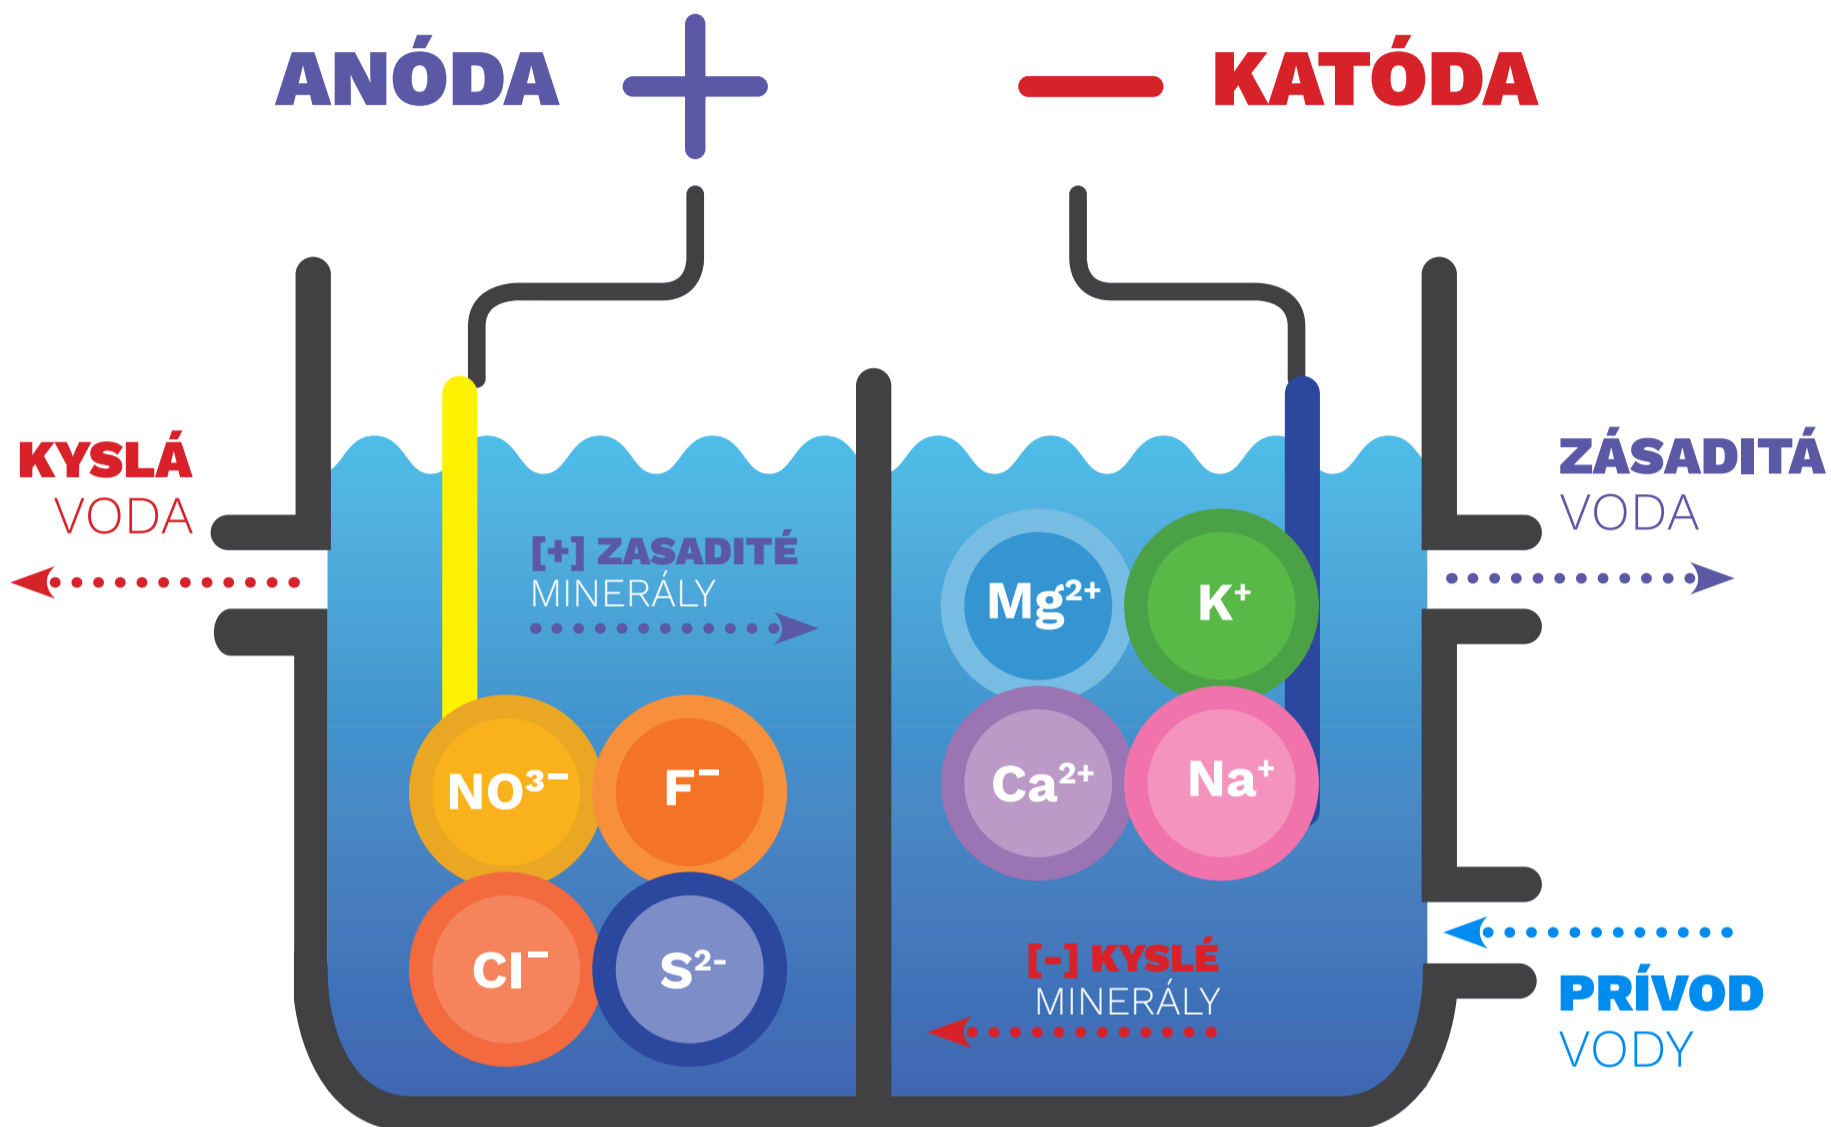 ANÓDA +
− KATÓDA
KYSLÁ
VODA
[+] ZASADITÉ
MINERÁLY
NO³⁻
F⁻
Cl⁻
S²⁻
Mg²⁺
K⁺
Ca²⁺
Na⁺
[-] KYSLÉ
MINERÁLY
ZÁSADITÁ
VODA
PRÍVOD
VODY